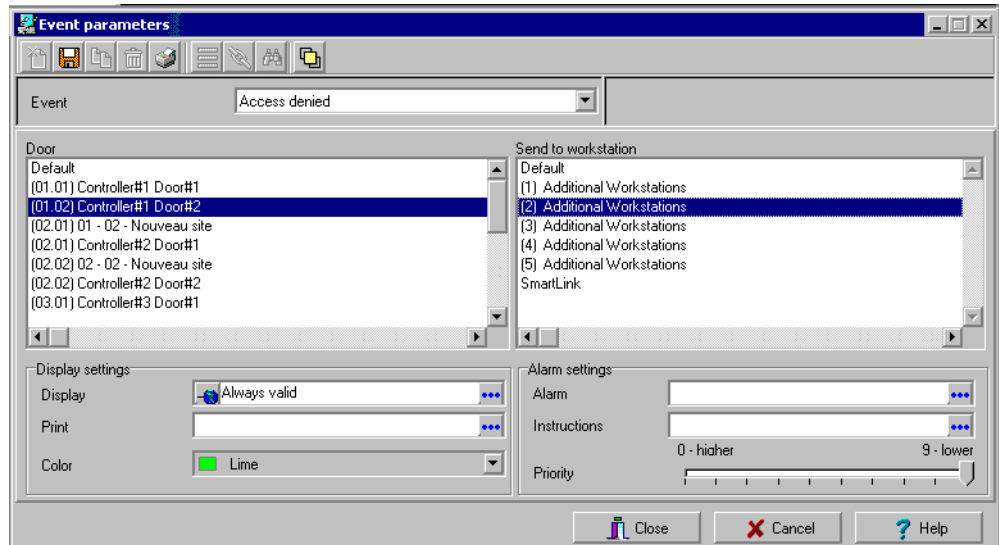 Event parameters
Event
Access denied
Door
Default
(01.01) Controller#1 Door#1
(01.02) Controller#1 Door#2
(02.01) 01 - 02 - Nouveau site
(02.01) Controller#2 Door#1
(02.02) 02 - 02 - Nouveau site
(02.02) Controller#2 Door#2
(03.01) Controller#3 Door#1
Send to workstation
Default
(1) Additional Workstations
(2) Additional Workstations
(3) Additional Workstations
(4) Additional Workstations
(5) Additional Workstations
SmartLink
Display settings
Display
Always valid
Print
Color
Lime
Alarm settings
Alarm
Instructions
0 - higher 9 - lower
Priority
Close Cancel Help